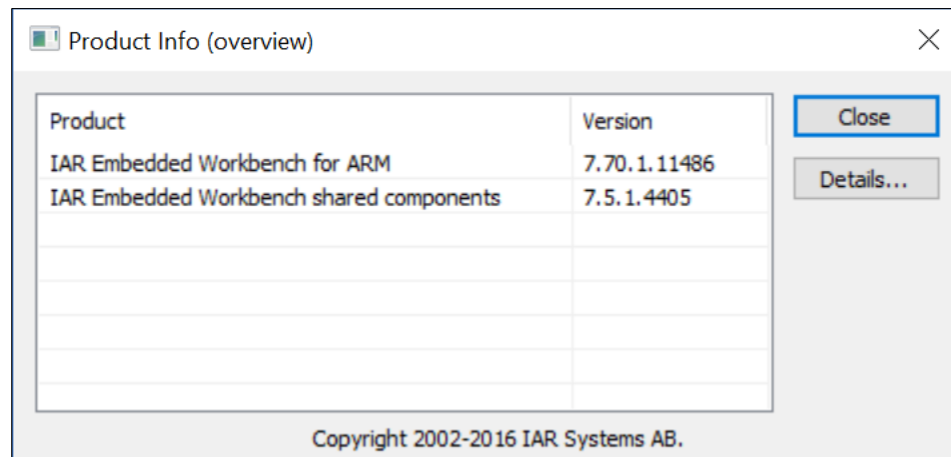 Product Info (overview)
Product Version
IAR Embedded Workbench for ARM 7.70.1.11486
IAR Embedded Workbench shared components 7.5.1.4405
Close
Details...
Copyright 2002-2016 IAR Systems AB.